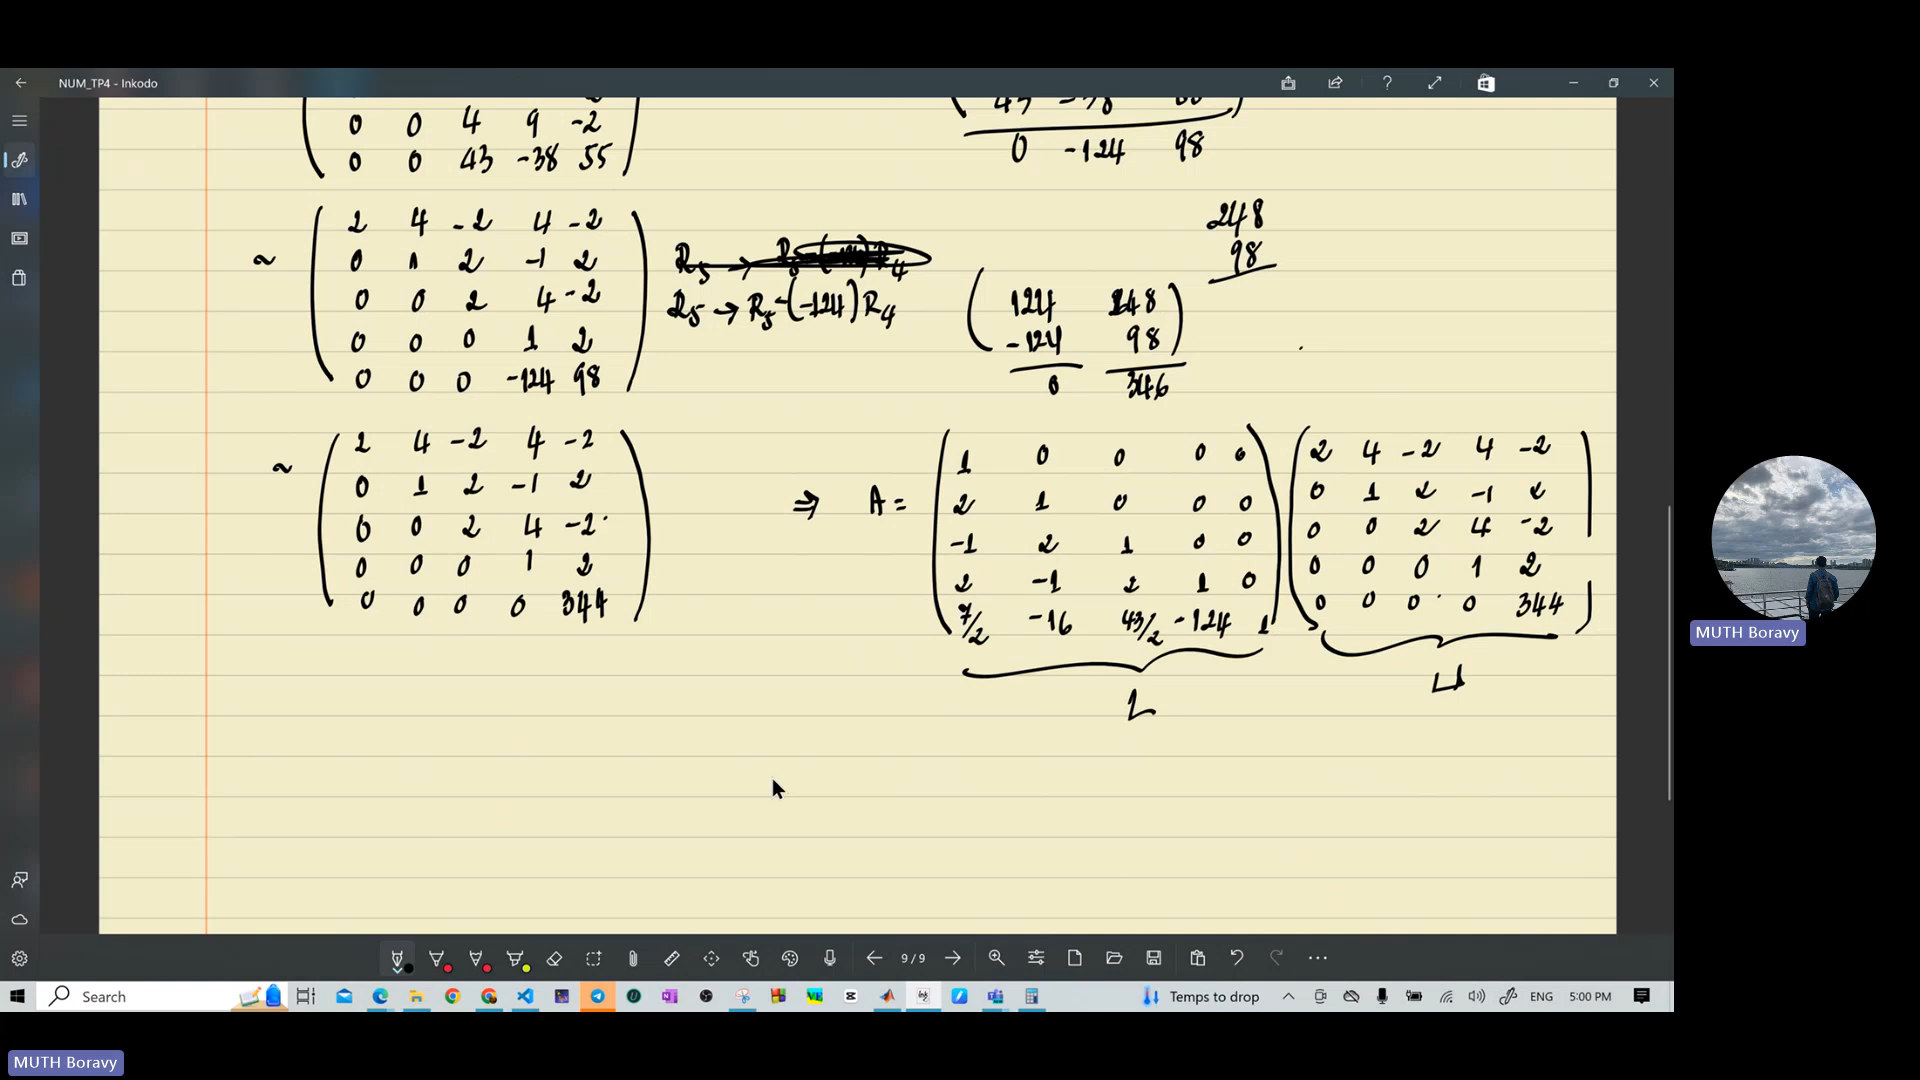 NUM_TP4 - Inkodo
0 0 4 9 -2
0 0 43 -38 55
0 -124 98
~ ( 2 4 -2 4 -2
0 1 2 -1 2
0 0 2 4 -2
0 0 0 1 2
0 0 0 -124 98 )
R5 → R5 -(-124) R4
248
98
( 124 248
-124 98 )
0 346
~ ( 2 4 -2 4 -2
0 1 2 -1 2
0 0 2 4 -2
0 0 0 1 2
0 0 0 0 344 )
⇒ A = ( 1 0 0 0 0
2 1 0 0 0
-1 2 1 0 0
2 -1 2 1 0
7/2 -16 43/2 -124 1 )
( 2 4 -2 4 -2
0 1 2 -1 2
0 0 2 4 -2
0 0 0 1 2
0 0 0 0 344 )
L
U
MUTH Boravy
9/9
Search
Temps to drop
ENG
5:00 PM
MUTH Boravy